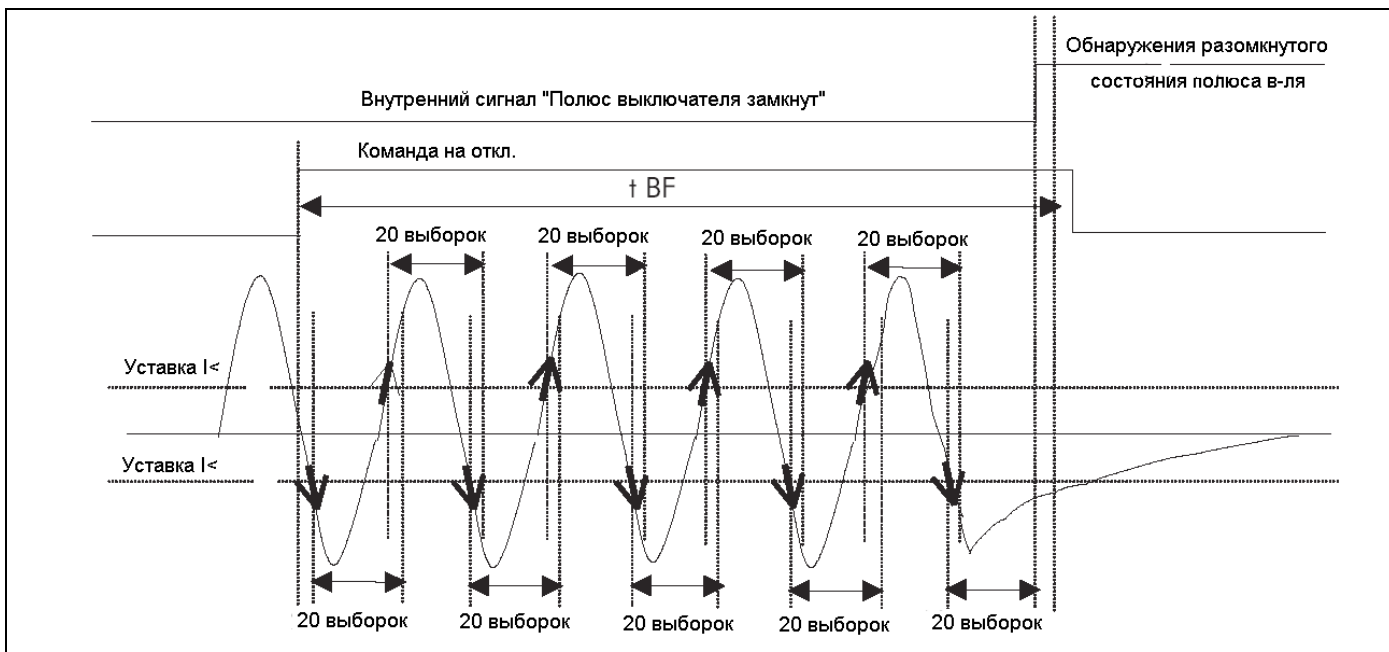 Обнаружения разомкнутого
состояния полюса в-ля
Внутренний сигнал "Полюс выключателя замкнут"
Команда на откл.
t BF
20 выборок
20 выборок
20 выборок
20 выборок
Уставка I<
Уставка I<
20 выборок
20 выборок
20 выборок
20 выборок
20 выборок